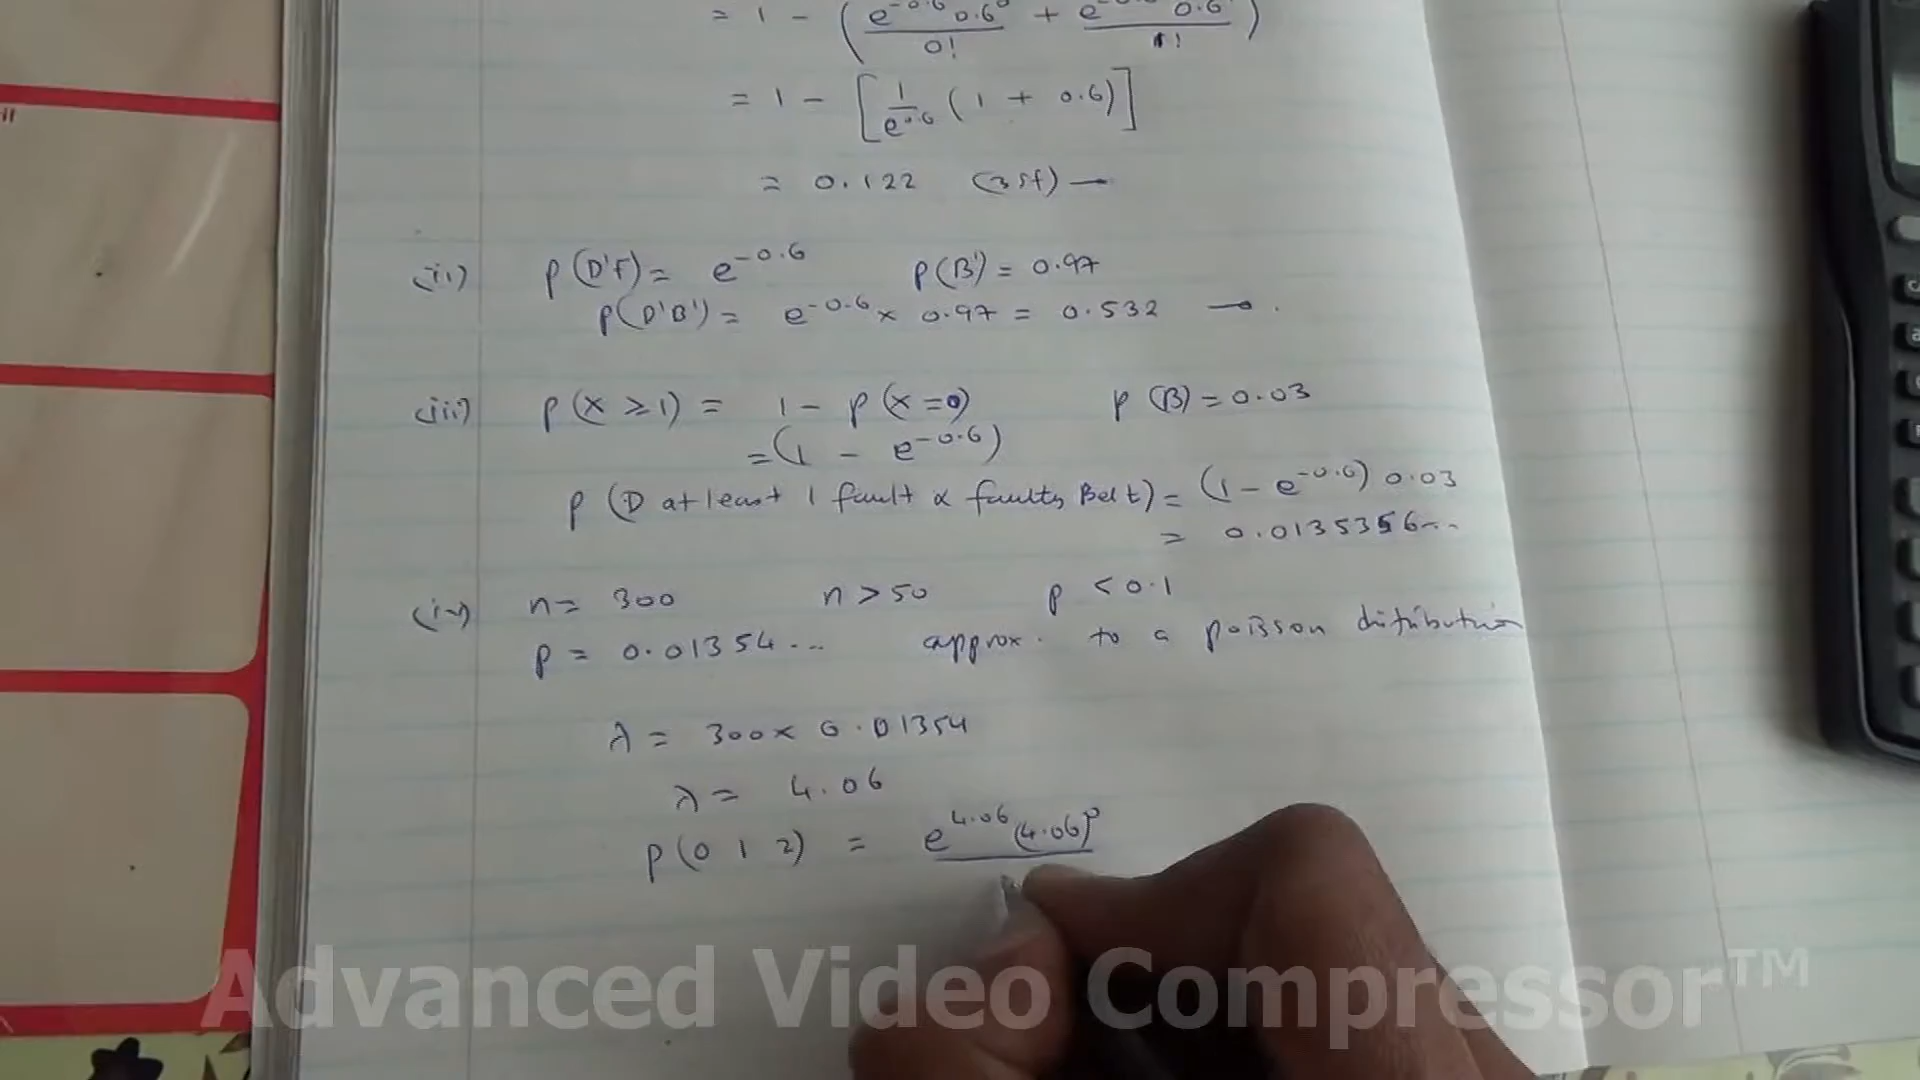 = 1 - (e^-0.6 0.6^0 / 0! + e^-0.6 0.6 / 1!)
= 1 - [1/e^0.6 (1 + 0.6)]
= 0.122 (3 sf)
(ii) p(D'F) = e^-0.6 p(B') = 0.97
p(D'B') = e^-0.6 × 0.97 = 0.532
(iii) p(X ≥ 1) = 1 - p(X = 0) p(B) = 0.03
= (1 - e^-0.6)
p(D at least 1 fault & faulty Belt) = (1 - e^-0.6) 0.03
= 0.0135356...
(iv) n = 300 n > 50 p < 0.1
p = 0.01354... approx. to a poisson distribution
λ = 300 × 0.01354
λ = 4.06
p(0 1 2) = e^4.06 (4.06)^0
Advanced Video Compressor™